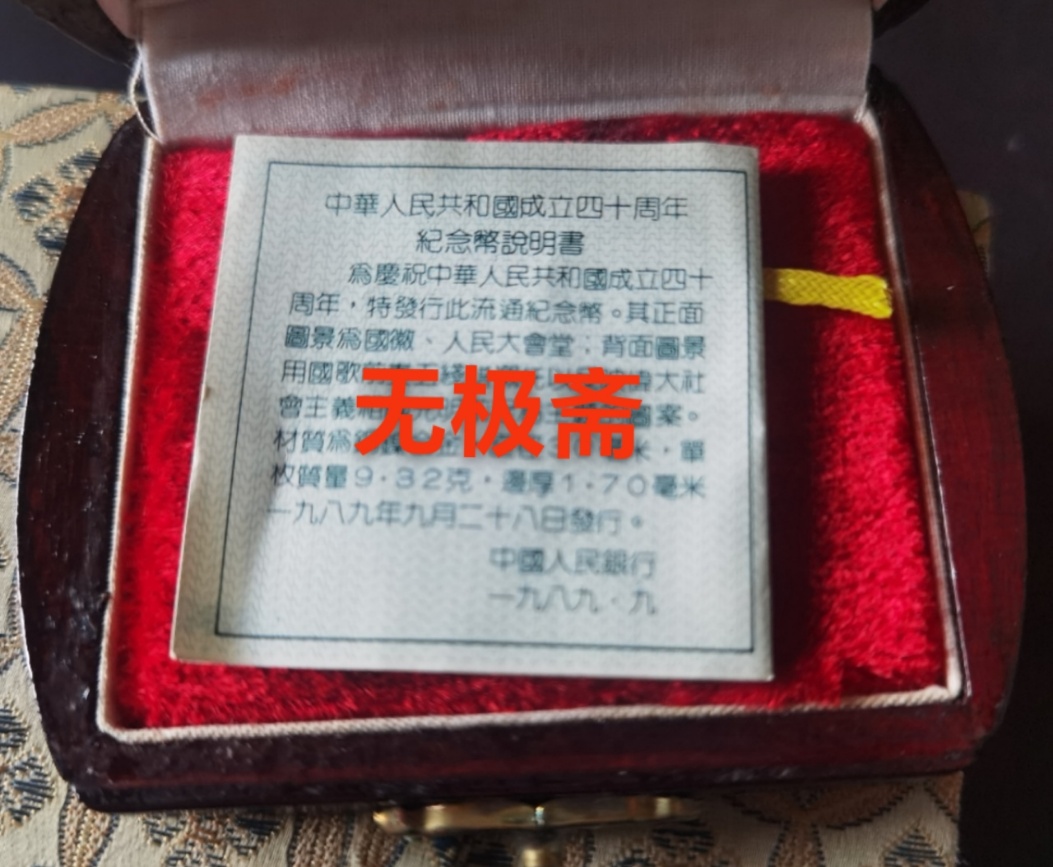 中華人民共和國成立四十周年
紀念幣說明書
為慶祝中華人民共和國成立四十
周年，特發行此流通紀念幣。其正面
圖景為國徽、人民大會堂；背面圖景
用國歌 偉大社
會主義 圖案。
无极斋
材質為 金 米，單
枚質量9·32克，邊厚1·70毫米
一九八九年九月二十八日發行。
中國人民銀行
一九八九·九